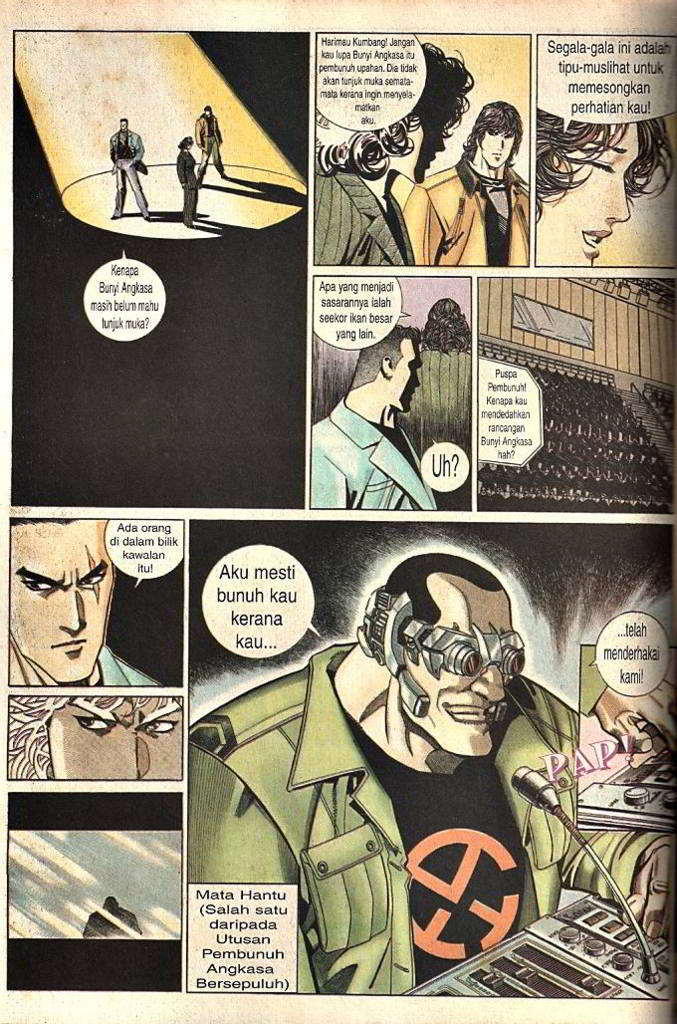 Kenapa
Bunyi Angkasa
masih belum mahu
tunjuk muka?
Harimau Kumbang! Jangan
kau lupa Bunyi Angkasa itu
pembunuh upahan. Dia tidak
akan tunjuk muka semata-
mata kerana ingin menyela-
matkan
aku.
Segala-gala ini adalah
tipu-muslihat untuk
memesongkan
perhatian kau!
Apa yang menjadi
sasarannya ialah
seekor ikan besar
yang lain.
Uh?
Puspa
Pembunuh!
Kenapa kau
mendedahkan
rancangan
Bunyi Angkasa
hah?
Ada orang
di dalam bilik
kawalan
itu!
Aku mesti
bunuh kau
kerana
kau...
...telah
menderhakai
kami!
PAP!
Mata Hantu
(Salah satu
daripada
Utusan
Pembunuh
Angkasa
Bersepuluh)